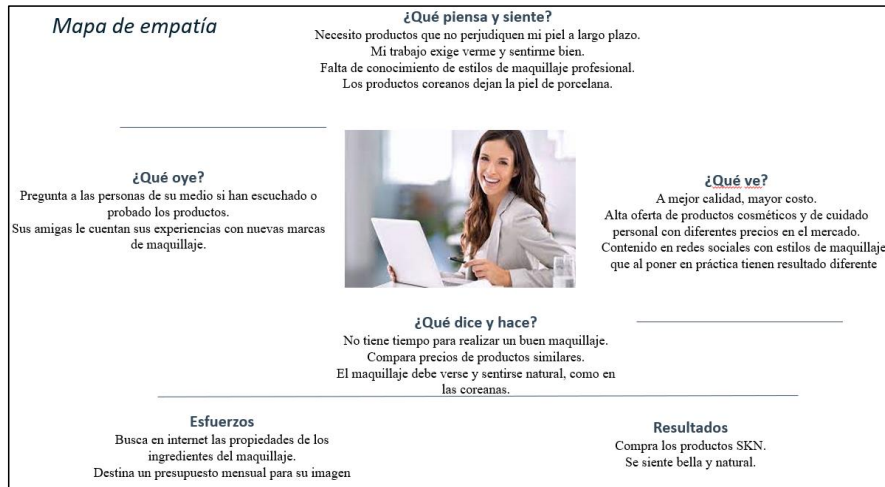 Mapa de empatía
¿Qué piensa y siente?
Necesito productos que no perjudiquen mi piel a largo plazo.
Mi trabajo exige verme y sentirme bien.
Falta de conocimiento de estilos de maquillaje profesional.
Los productos coreanos dejan la piel de porcelana.
¿Qué oye?
Pregunta a las personas de su medio si han escuchado o
probado los productos.
Sus amigas le cuentan sus experiencias con nuevas marcas
de maquillaje.
¿Qué ve?
A mejor calidad, mayor costo.
Alta oferta de productos cosméticos y de cuidado
personal con diferentes precios en el mercado.
Contenido en redes sociales con estilos de maquillaje
que al poner en práctica tienen resultado diferente
¿Qué dice y hace?
No tiene tiempo para realizar un buen maquillaje.
Compara precios de productos similares.
El maquillaje debe verse y sentirse natural, como en
las coreanas.
Esfuerzos
Busca en internet las propiedades de los
ingredientes del maquillaje.
Destina un presupuesto mensual para su imagen
Resultados
Compra los productos SKN.
Se siente bella y natural.